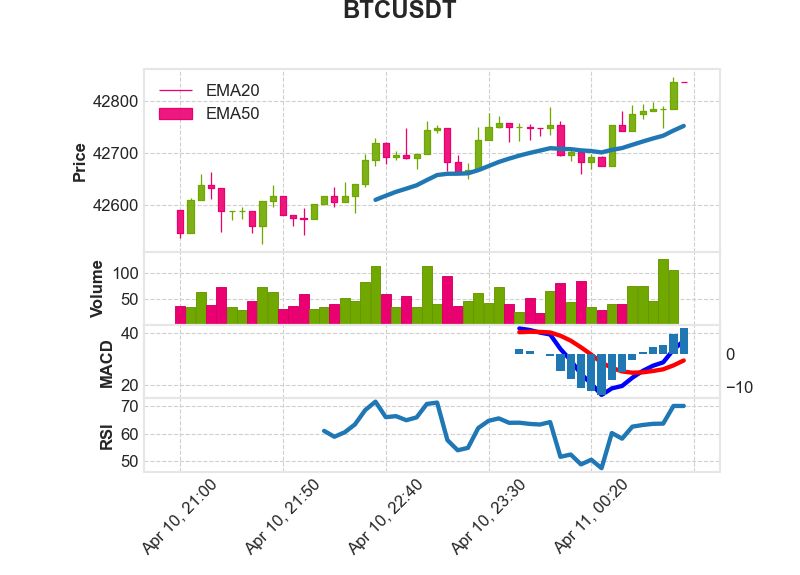 BTCUSDT
EMA20
EMA50
Price
42800
42700
42600
Volume
100
50
MACD
40
20
0
−10
RSI
70
60
50
Apr 10, 21:00
Apr 10, 21:50
Apr 10, 22:40
Apr 10, 23:30
Apr 11, 00:20